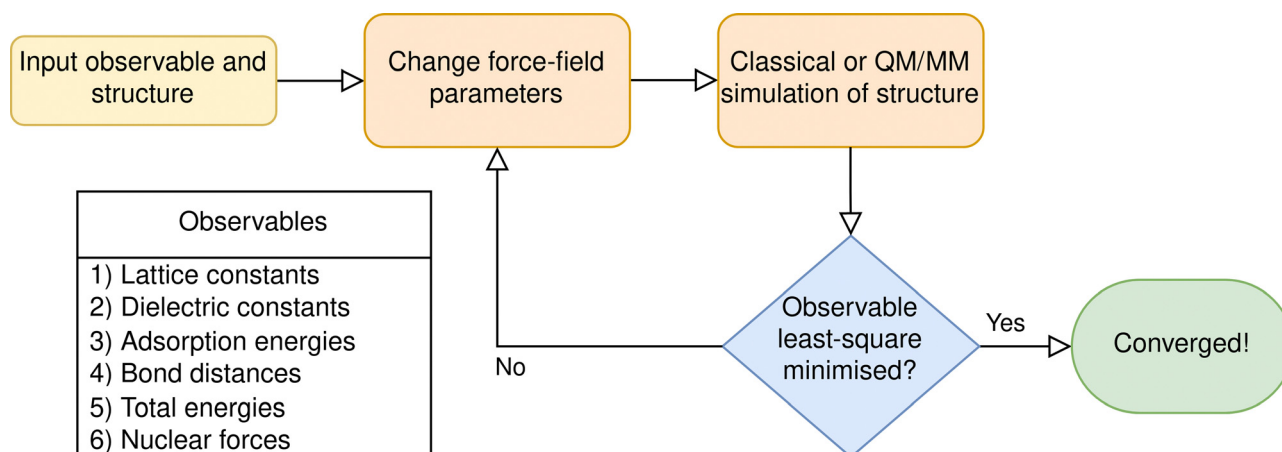 Input observable and
structure
Change force-field
parameters
Classical or QM/MM
simulation of structure
Observables
1) Lattice constants
2) Dielectric constants
3) Adsorption energies
4) Bond distances
5) Total energies
6) Nuclear forces
Observable
least-square
minimised?
No
Yes
Converged!